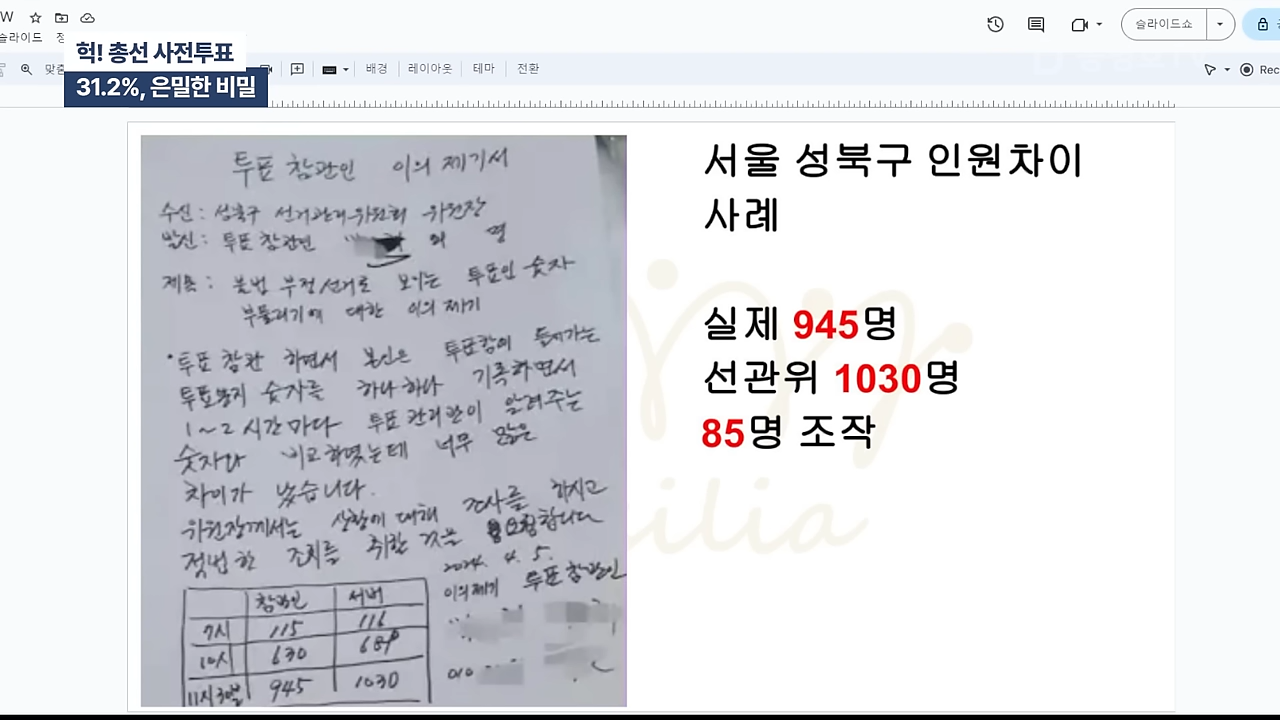 W
슬라이드
헉! 총선 사전투표
31.2%, 은밀한 비밀
슬라이드쇼
배경
레이아웃
테마
전환
Rec
투표 참관인 이의 제기서
수신 : 성북구 선거관리위원회 위원장
발신 : 투표 참관인 외 명
제목 : 불법 부정선거로 보이는 투표인 숫자
부풀리기에 대한 이의 제기
• 투표 참관 하면서 본인은 투표함에 들어가는
투표용지 숫자를 하나하나 기록하면서
1~2 시간마다 투표관리관이 알려주는
숫자와 비교하였는데 너무 많은
차이가 났습니다.
위원장께서는 상황에 대해 조사를 하시고
적법한 조치를 취할 것을 요청합니다
2024. 4. 5.
이의제기 투표참관인
010
참관인 서버
7시 115 116
10시 630 689
11시30분 945 1030
서울 성북구 인원차이
사례
실제 945명
선관위 1030명
85명 조작
ilia